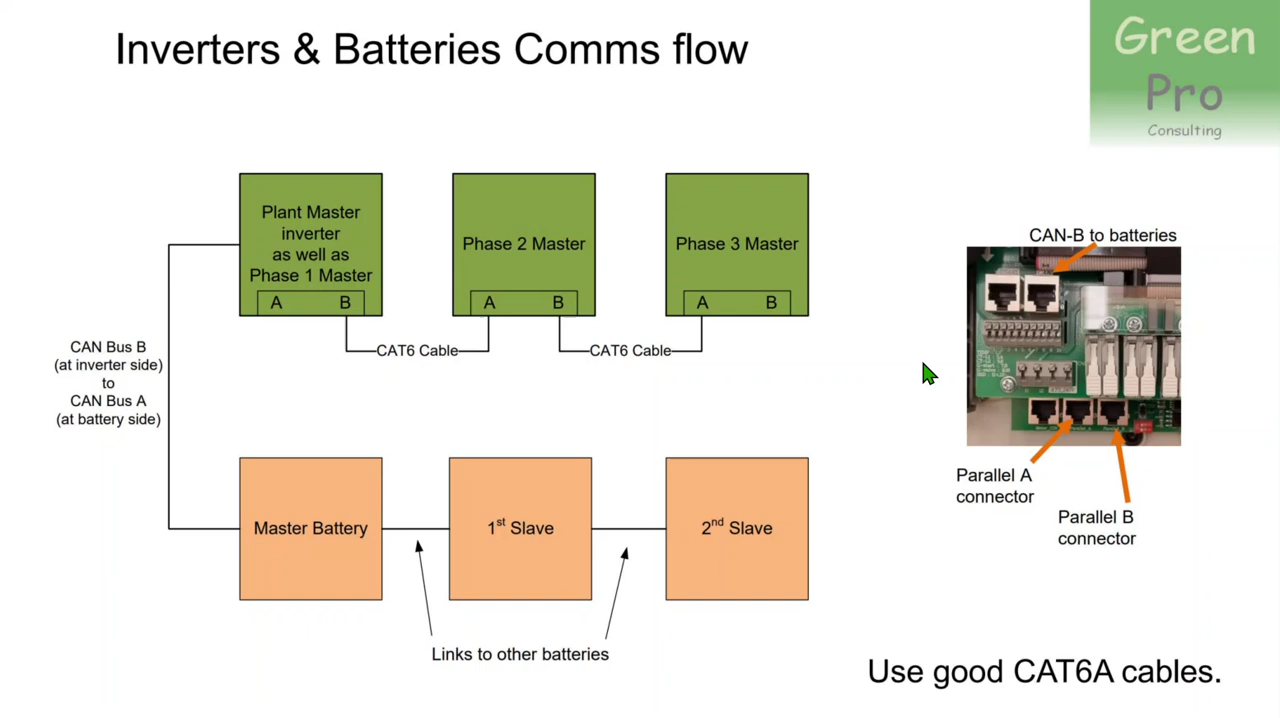 Inverters & Batteries Comms flow
Green
Pro
Consulting
Plant Master
inverter
as well as
Phase 1 Master
A B
Phase 2 Master
A B
Phase 3 Master
A B
CAT6 Cable
CAT6 Cable
CAN Bus B
(at inverter side)
to
CAN Bus A
(at battery side)
Master Battery
1st Slave
2nd Slave
Links to other batteries
CAN-B to batteries
Parallel A
connector
Parallel B
connector
Use good CAT6A cables.